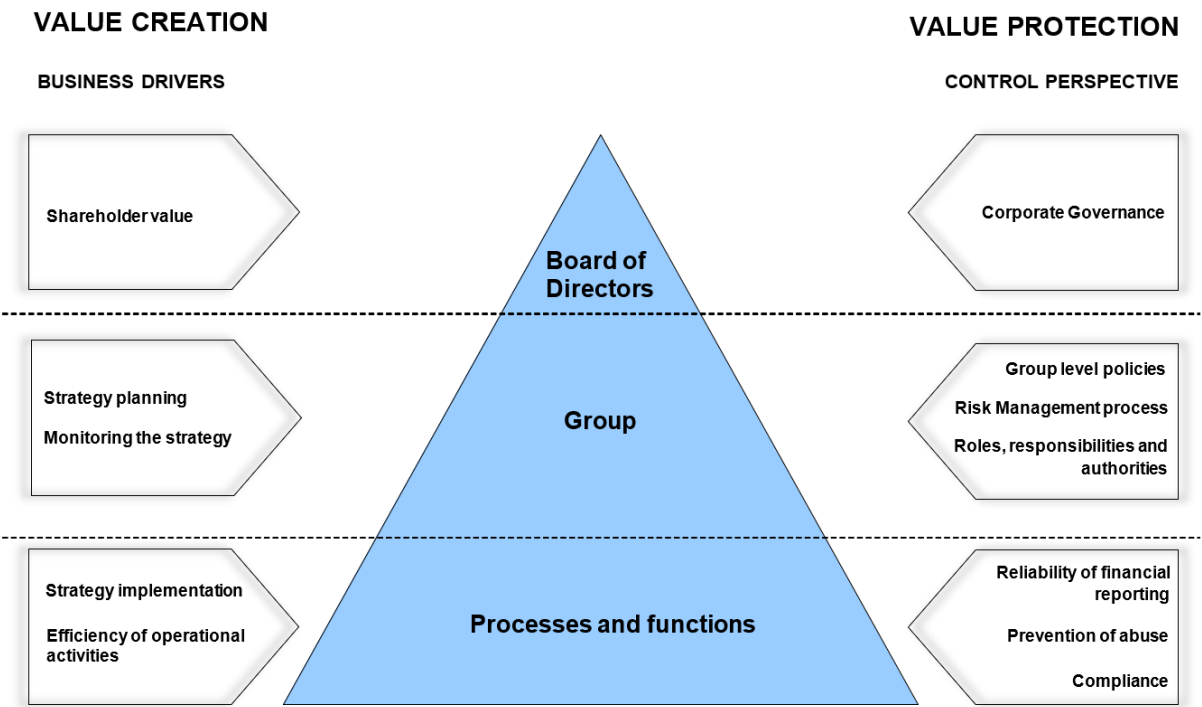 VALUE CREATION
VALUE PROTECTION
BUSINESS DRIVERS
CONTROL PERSPECTIVE
Shareholder value
Board of
Directors
Corporate Governance
Strategy planning
Monitoring the strategy
Group
Group level policies
Risk Management process
Roles, responsibilities and
authorities
Strategy implementation
Efficiency of operational
activities
Processes and functions
Reliability of financial
reporting
Prevention of abuse
Compliance